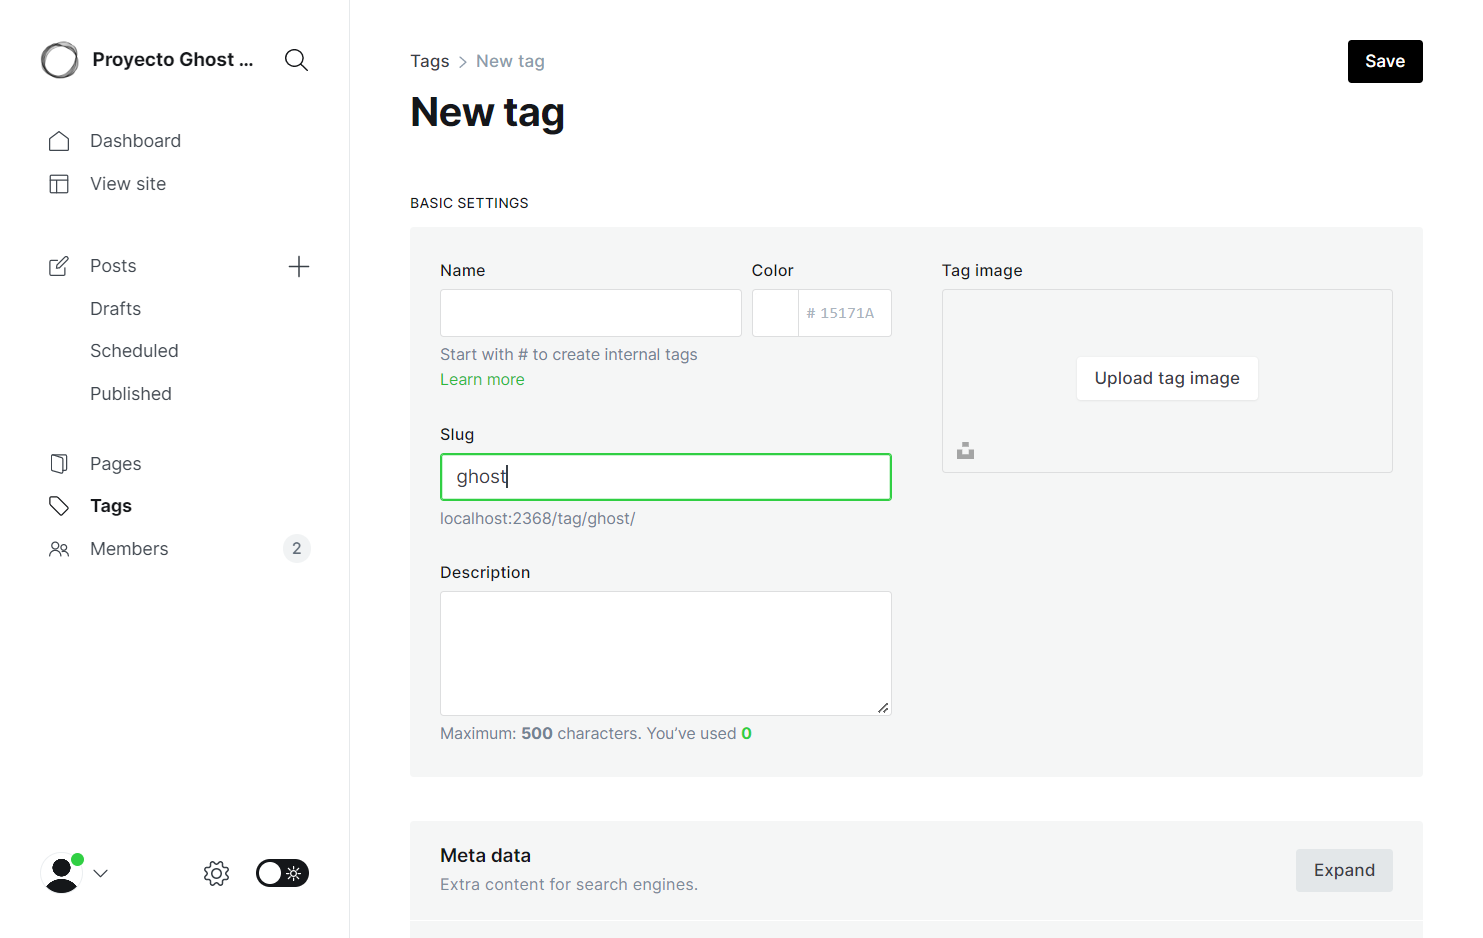 Proyecto Ghost ...
Dashboard
View site
Posts
Drafts
Scheduled
Published
Pages
Tags
Members
2
Tags > New tag
Save
New tag
BASIC SETTINGS
Name
Color
# 15171A
Start with # to create internal tags
Learn more
Slug
ghost
localhost:2368/tag/ghost/
Description
Maximum: 500 characters. You’ve used 0
Tag image
Upload tag image
Meta data
Extra content for search engines.
Expand